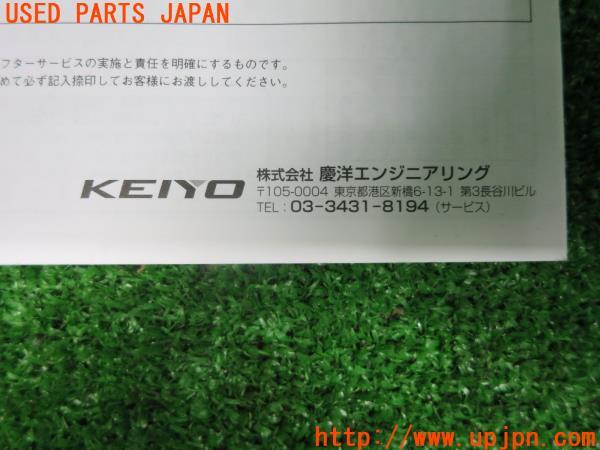 USED PARTS JAPAN
フターサービスの実施と責任を明確にするものです。
めて必ず記入捺印してお客様にお渡ししてください。
KEIYO
株式会社 慶洋エンジニアリング
〒105-0004 東京都港区新橋6-13-1 第3長谷川ビル
TEL：03-3431-8194（サービス）
http://www.upjpn.com/